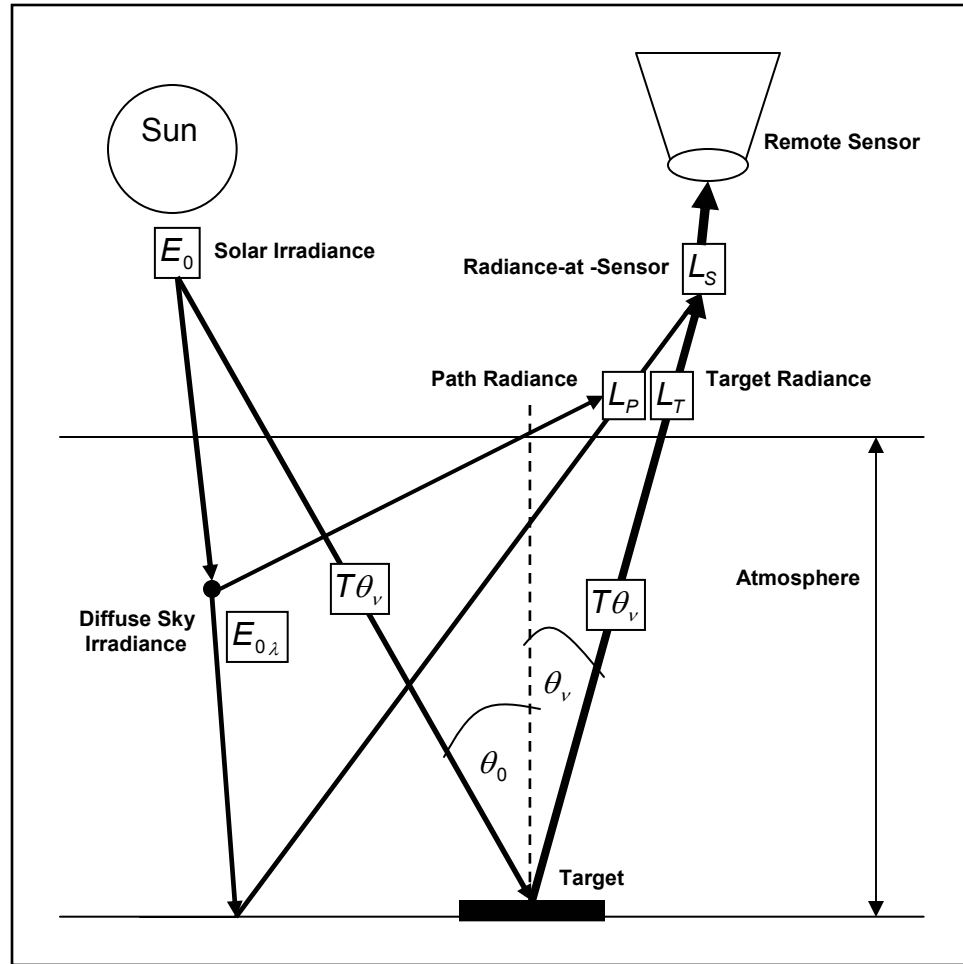 Sun
Remote Sensor
E0 Solar Irradiance
Radiance-at -Sensor LS
Path Radiance LP LT Target Radiance
Tθν Tθν
Atmosphere
Diffuse Sky
Irradiance
E0λ
θν
θ0
Target